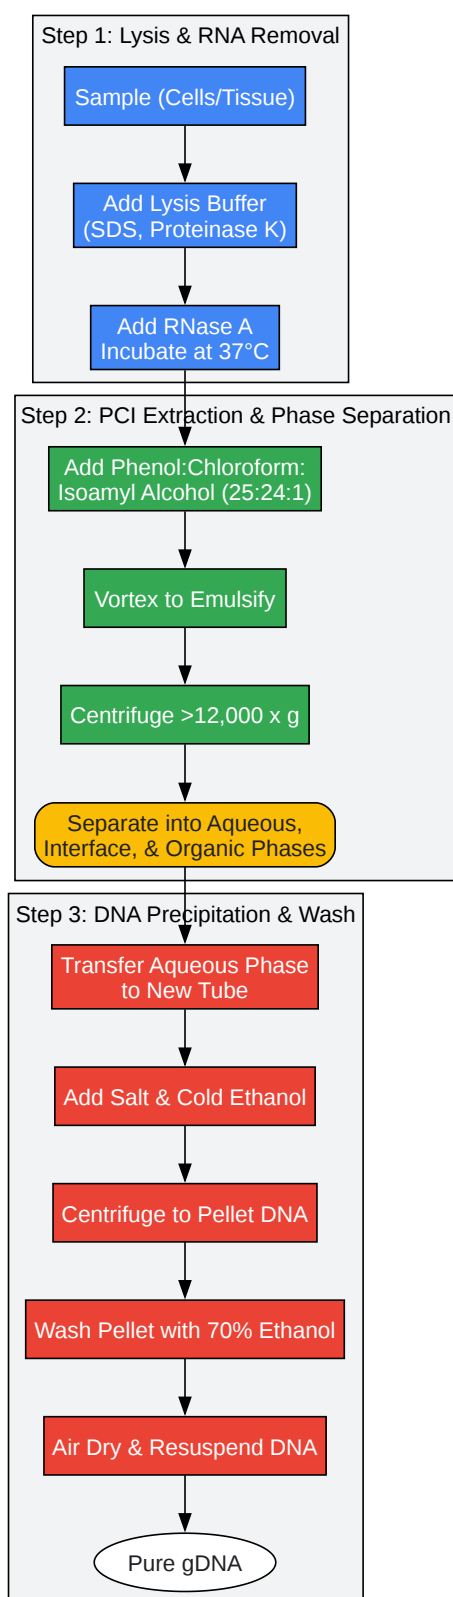 Step 1: Lysis & RNA Removal
Sample (Cells/Tissue)
Add Lysis Buffer
(SDS, Proteinase K)
Add RNase A
Incubate at 37°C
Step 2: PCI Extraction & Phase Separation
Add Phenol:Chloroform:
Isoamyl Alcohol (25:24:1)
Vortex to Emulsify
Centrifuge >12,000 x g
Separate into Aqueous,
Interface, & Organic Phases
Step 3: DNA Precipitation & Wash
Transfer Aqueous Phase
to New Tube
Add Salt & Cold Ethanol
Centrifuge to Pellet DNA
Wash Pellet with 70% Ethanol
Air Dry & Resuspend DNA
Pure gDNA